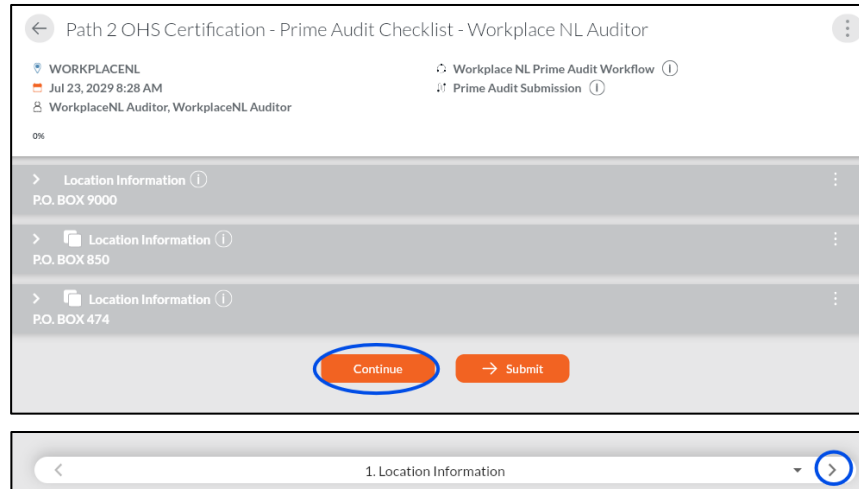 Path 2 OHS Certification - Prime Audit Checklist - Workplace NL Auditor
WORKPLACENL
Jul 23, 2029 8:28 AM
WorkplaceNL Auditor, WorkplaceNL Auditor
Workplace NL Prime Audit Workflow
Prime Audit Submission
0%
Location Information
P.O. BOX 9000
Location Information
P.O. BOX 850
Location Information
P.O. BOX 474
Continue
Submit
1. Location Information